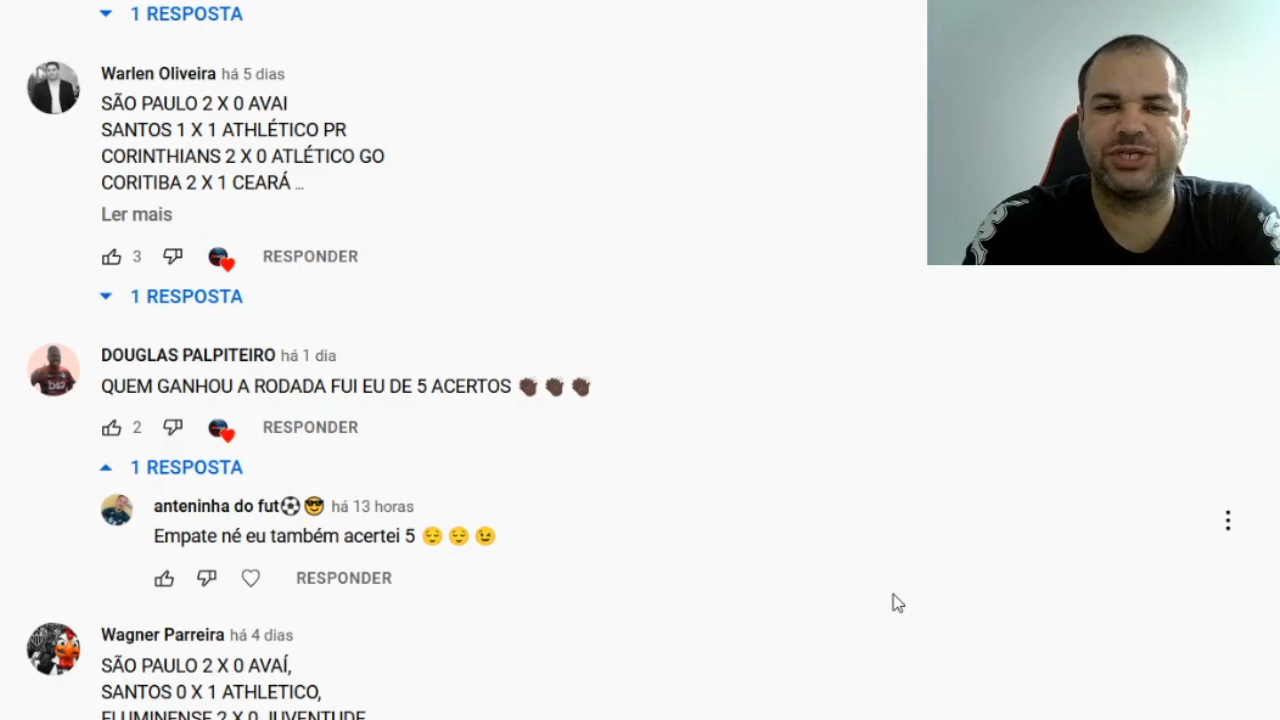 1 RESPOSTA
Warlen Oliveira há 5 dias
SÃO PAULO 2 X 0 AVAI
SANTOS 1 X 1 ATHLÉTICO PR
CORINTHIANS 2 X 0 ATLÉTICO GO
CORITIBA 2 X 1 CEARÁ ...
Ler mais
3 RESPONDER
1 RESPOSTA
DOUGLAS PALPITEIRO há 1 dia
QUEM GANHOU A RODADA FUI EU DE 5 ACERTOS 👏🏿👏🏿👏🏿
2 RESPONDER
1 RESPOSTA
anteninha do fut⚽😎 há 13 horas
Empate né eu também acertei 5 😌😌😉
RESPONDER
Wagner Parreira há 4 dias
SÃO PAULO 2 X 0 AVAÍ,
SANTOS 0 X 1 ATHLETICO,
FLUMINENSE 2 X 0 JUVENTUDE